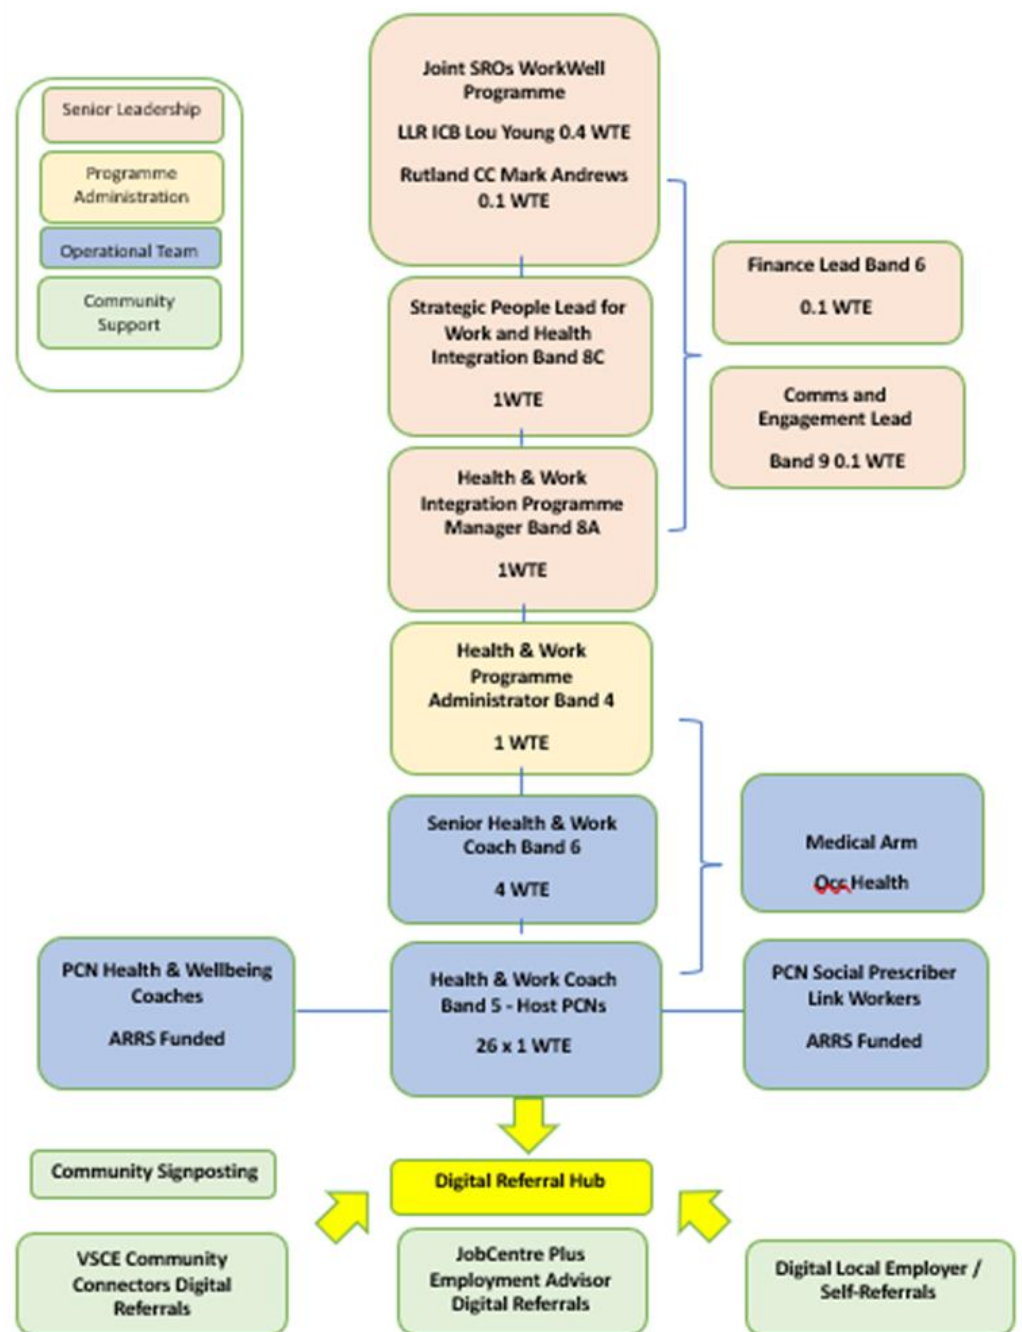 Senior Leadership
Programme
Administration
Operational Team
Community
Support
Joint SROs WorkWell
Programme
LLR ICB Lou Young 0.4 WTE
Rutland CC Mark Andrews
0.1 WTE
Strategic People Lead for
Work and Health
Integration Band 8C
1WTE
Health & Work
Integration Programme
Manager Band 8A
1WTE
Finance Lead Band 6
0.1 WTE
Comms and
Engagement Lead
Band 9 0.1 WTE
Health & Work
Programme
Administrator Band 4
1 WTE
Senior Health & Work
Coach Band 6
4 WTE
Medical Arm
Occ Health
PCN Health & Wellbeing
Coaches
ARRS Funded
Health & Work Coach
Band 5 - Host PCNs
26 x 1 WTE
PCN Social Prescriber
Link Workers
ARRS Funded
Community Signposting
Digital Referral Hub
VSCE Community
Connectors Digital
Referrals
JobCentre Plus
Employment Advisor
Digital Referrals
Digital Local Employer /
Self-Referrals